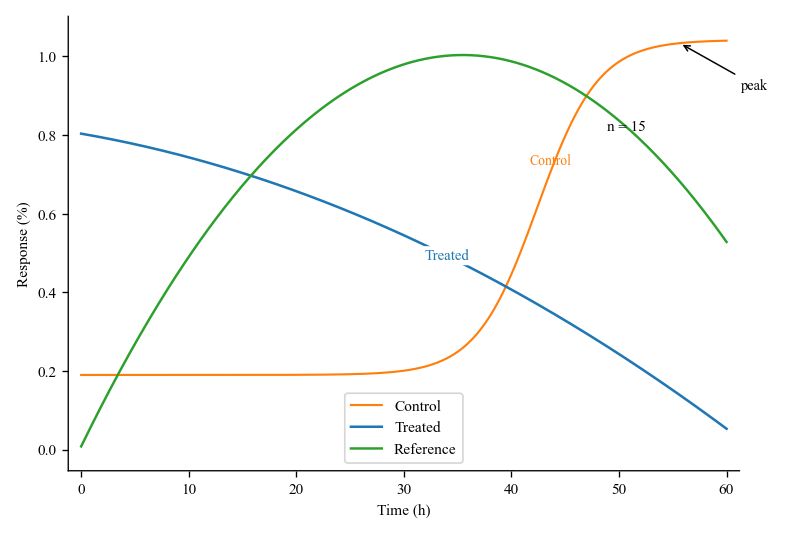 1.0
0.8
0.6
0.4
0.2
0.0
Response (%)
peak
n = 15
Control
Treated
Control
Treated
Reference
0 10 20 30 40 50 60
Time (h)